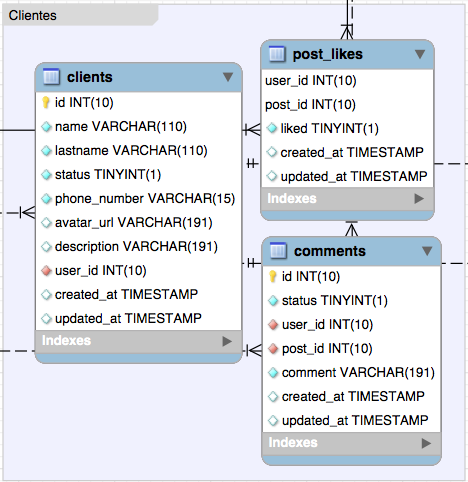 Clientes
clients
id INT(10)
name VARCHAR(110)
lastname VARCHAR(110)
status TINYINT(1)
phone_number VARCHAR(15)
avatar_url VARCHAR(191)
description VARCHAR(191)
user_id INT(10)
created_at TIMESTAMP
updated_at TIMESTAMP
Indexes
post_likes
user_id INT(10)
post_id INT(10)
liked TINYINT(1)
created_at TIMESTAMP
updated_at TIMESTAMP
Indexes
comments
id INT(10)
status TINYINT(1)
user_id INT(10)
post_id INT(10)
comment VARCHAR(191)
created_at TIMESTAMP
updated_at TIMESTAMP
Indexes